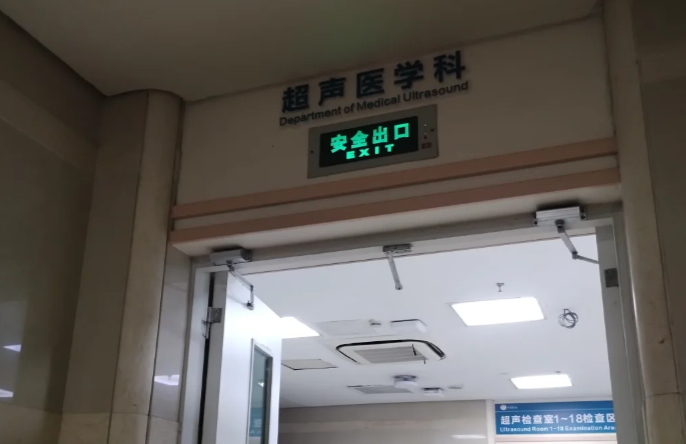 超声医学科
Department of Medical Ultrasound
安全出口
EXIT
超声检查室1~18检查区
Ultrasound Room 1-18 Examination Area